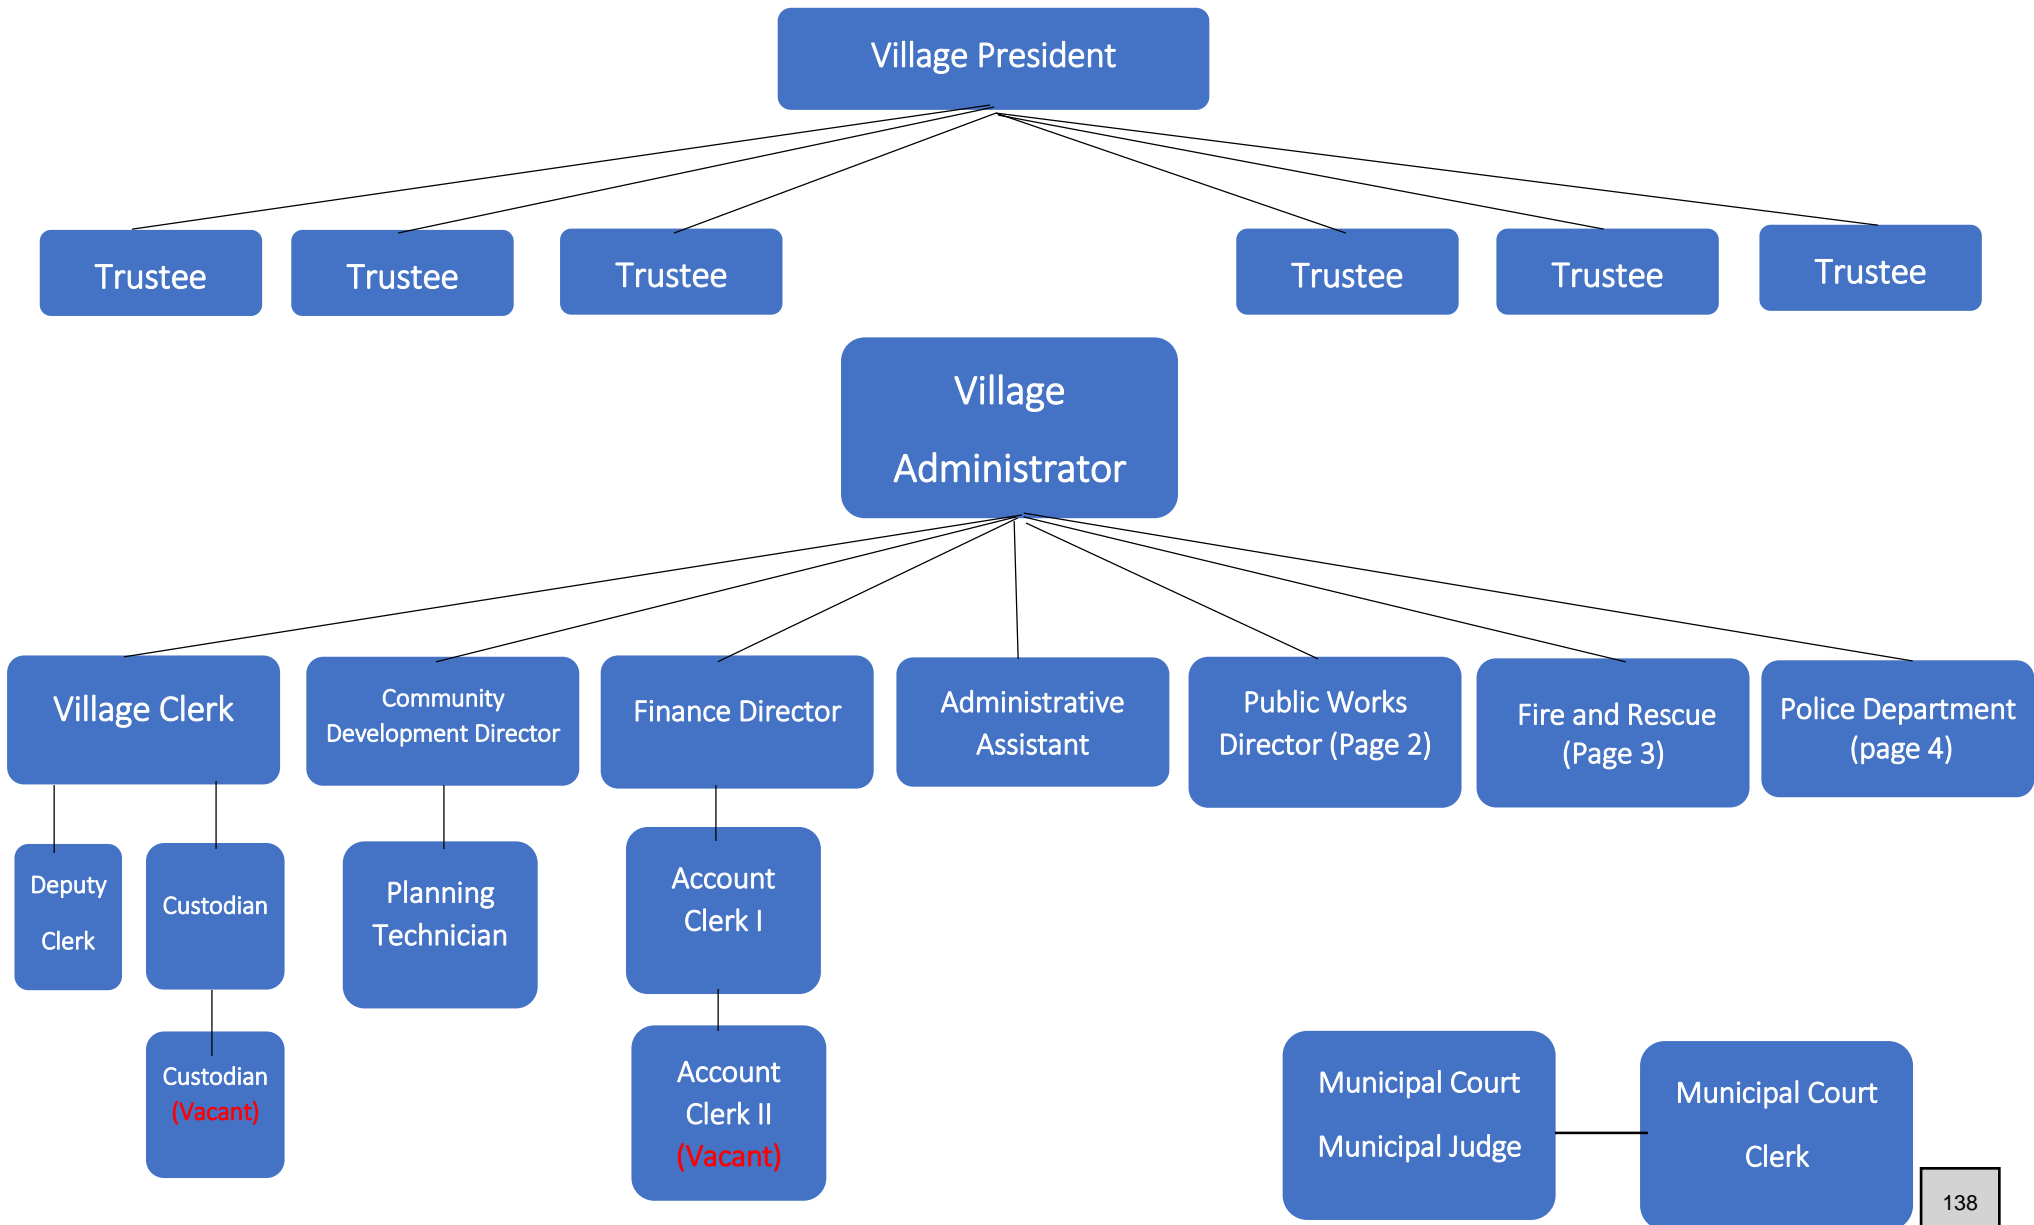 Village President
Trustee
Trustee
Trustee
Trustee
Trustee
Trustee
Village
Administrator
Village Clerk
Community
Development Director
Finance Director
Administrative
Assistant
Public Works
Director (Page 2)
Fire and Rescue
(Page 3)
Police Department
(page 4)
Deputy
Clerk
Custodian
Planning
Technician
Account
Clerk I
Custodian
(Vacant)
Account
Clerk II
(Vacant)
Municipal Court
Municipal Judge
Municipal Court
Clerk
138